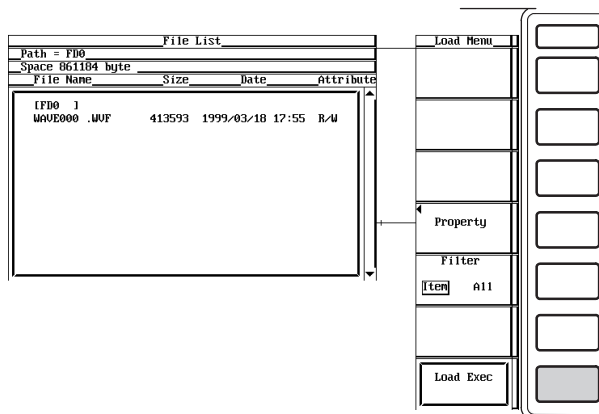 File List
Path = FD0
Space 861184 byte
File Name Size Date Attribute
[FD0 ]
WAVE000 .WVF 413593 1999/03/18 17:55 R/W
Load Menu
Property
Filter
Item All
Load Exec